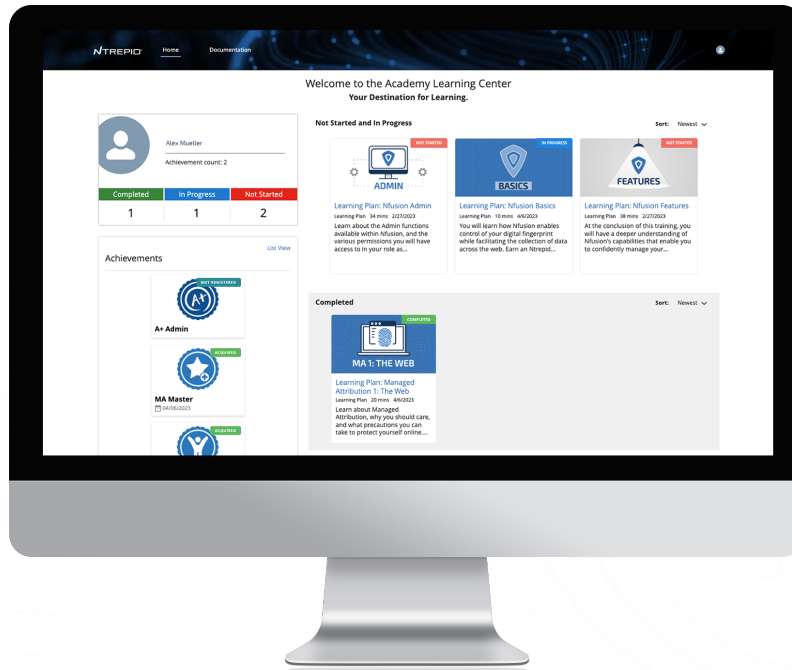 NTREPID
Home
Documentation
Welcome to the Academy Learning Center
Your Destination for Learning.
Alex Mueller
Achievement count: 2
Completed
In Progress
Not Started
1
1
2
List View
Achievements
NOT REGISTERED
A+
A+ Admin
ACQUIRED
MA Master
04/06/2023
ACQUIRED
Not Started and In Progress
Sort: Newest
NOT STARTED
ADMIN
Learning Plan: Nfusion Admin
Learning Plan 34 mins 2/27/2023
Learn about the Admin functions
available within Nfusion, and the
various permissions you will have
access to in your role as...
IN PROGRESS
BASICS
Learning Plan: Nfusion Basics
Learning Plan 10 mins 4/6/2023
You will learn how Nfusion enables
control of your digital fingerprint
while facilitating the collection of data
across the web. Earn an Ntrepid...
NOT STARTED
FEATURES
Learning Plan: Nfusion Features
Learning Plan 38 mins 2/27/2023
At the conclusion of this training, you
will have a deeper understanding of
Nfusion's capabilities that enable you
to confidently manage your...
Completed
Sort: Newest
COMPLETED
MA 1: THE WEB
Learning Plan: Managed
Attribution 1: The Web
Learning Plan 20 mins 4/6/2023
Learn about Managed
Attribution, why you should care,
and what precautions you can
take to protect yourself online....